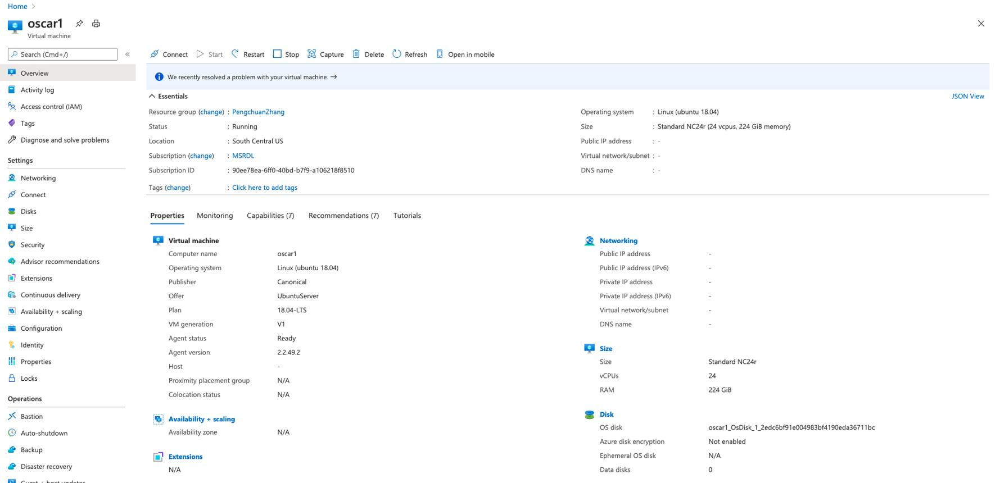 Home
oscar1
Virtual machine
Search (Cmd+/)
Connect Start Restart Stop Capture Delete Refresh Open in mobile
We recently resolved a problem with your virtual machine. →
Overview
Activity log
Access control (IAM)
Tags
Diagnose and solve problems
Settings
Networking
Connect
Disks
Size
Security
Advisor recommendations
Extensions
Continuous delivery
Availability + scaling
Configuration
Identity
Properties
Locks
Operations
Bastion
Auto-shutdown
Backup
Disaster recovery
Guest + host updates
Essentials
JSON View
Resource group (change) : PengchuanZhang
Status : Running
Location : South Central US
Subscription (change) : MSRDL
Subscription ID : 90ee78ea-6ff0-40bd-b7f9-a106218f8510
Tags (change) : Click here to add tags
Operating system : Linux (ubuntu 18.04)
Size : Standard NC24r (24 vcpus, 224 GiB memory)
Public IP address : -
Virtual network/subnet : -
DNS name : -
Properties Monitoring Capabilities (7) Recommendations (7) Tutorials
Virtual machine
Computer name oscar1
Operating system Linux (ubuntu 18.04)
Publisher Canonical
Offer UbuntuServer
Plan 18.04-LTS
VM generation V1
Agent status Ready
Agent version 2.2.49.2
Host -
Proximity placement group N/A
Colocation status N/A
Availability + scaling
Availability zone N/A
Extensions
N/A
Networking
Public IP address -
Public IP address (IPv6) -
Private IP address -
Private IP address (IPv6) -
Virtual network/subnet -
DNS name -
Size
Size Standard NC24r
vCPUs 24
RAM 224 GiB
Disk
OS disk oscar1_OsDisk_1_2edc6bf91e004983bf4190eda36711bc
Azure disk encryption Not enabled
Ephemeral OS disk N/A
Data disks 0